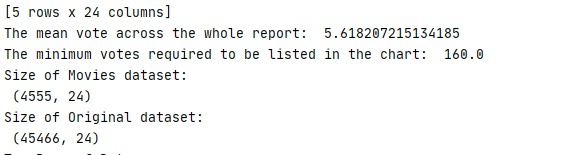 [5 rows x 24 columns]
The mean vote across the whole report:  5.618207215134185
The minimum votes required to be listed in the chart:  160.0
Size of Movies dataset:
 (4555, 24)
Size of Original dataset:
 (45466, 24)